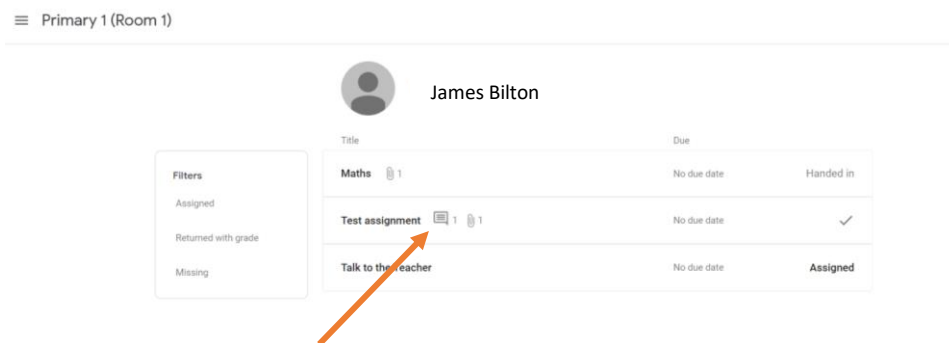 Primary 1 (Room 1)
James Bilton
Title Due
Filters
Assigned
Returned with grade
Missing
Maths 1 No due date Handed in
Test assignment 1 1 No due date
Talk to the teacher No due date Assigned